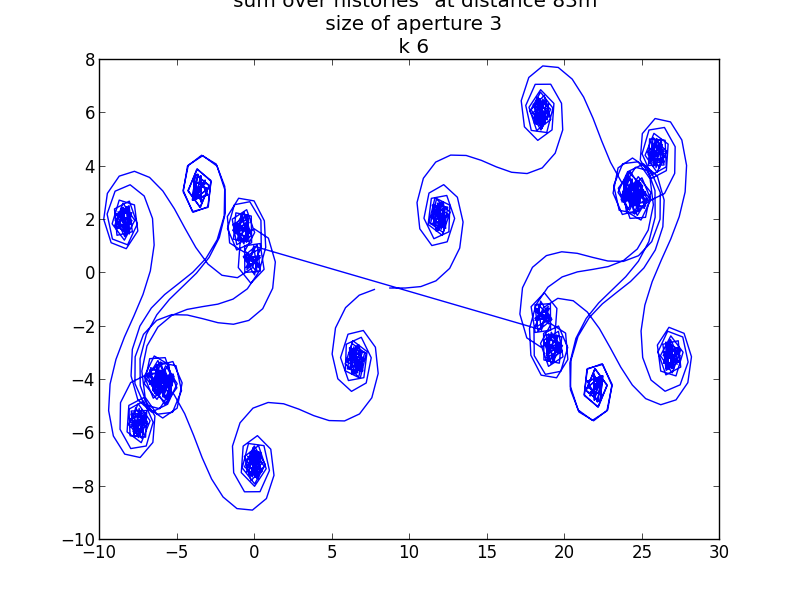 sum over histories" at distance 83m
size of aperture 3
k 6
8
6
4
2
0
−2
−4
−6
−8
−10
−10 −5 0 5 10 15 20 25 30